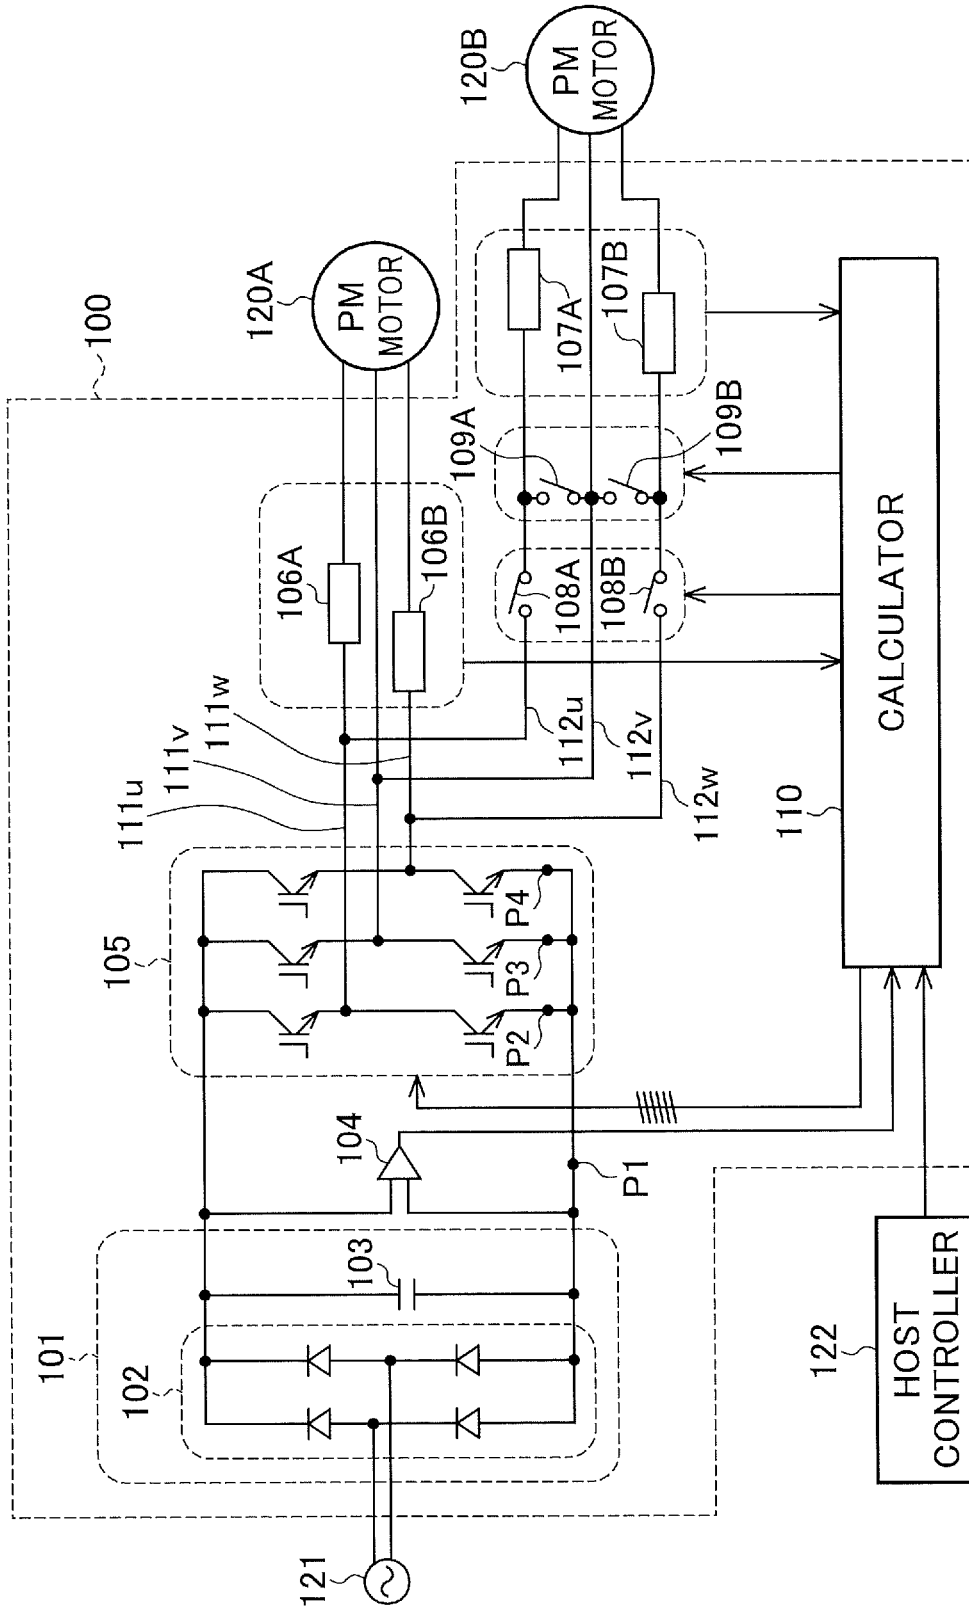 100
101
102
121
103
104
P1
105
P2
P3
P4
111u
111v
111w
106A
106B
120A
PM
MOTOR
112u
112v
112w
108A
108B
109A
109B
107A
107B
120B
PM
MOTOR
110
CALCULATOR
122
HOST
CONTROLLER